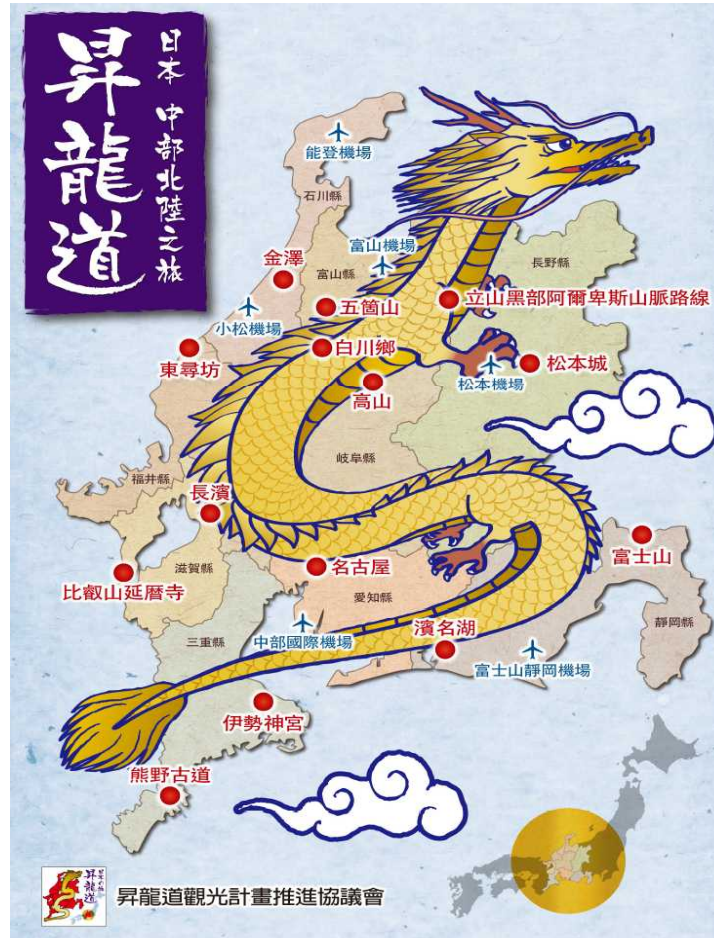 昇龍道
日本 中部北陸之旅
能登機場
石川縣
富山機場
長野縣
金澤
富山縣
五箇山
立山黑部阿爾卑斯山脈路線
小松機場
東尋坊
白川鄉
松本機場
松本城
高山
岐阜縣
福井縣
長濱
富士山
滋賀縣
名古屋
比叡山延曆寺
愛知縣
靜岡縣
三重縣
中部國際機場
濱名湖
富士山靜岡機場
伊勢神宮
熊野古道
昇龍道
昇龍道觀光計畫推進協議會